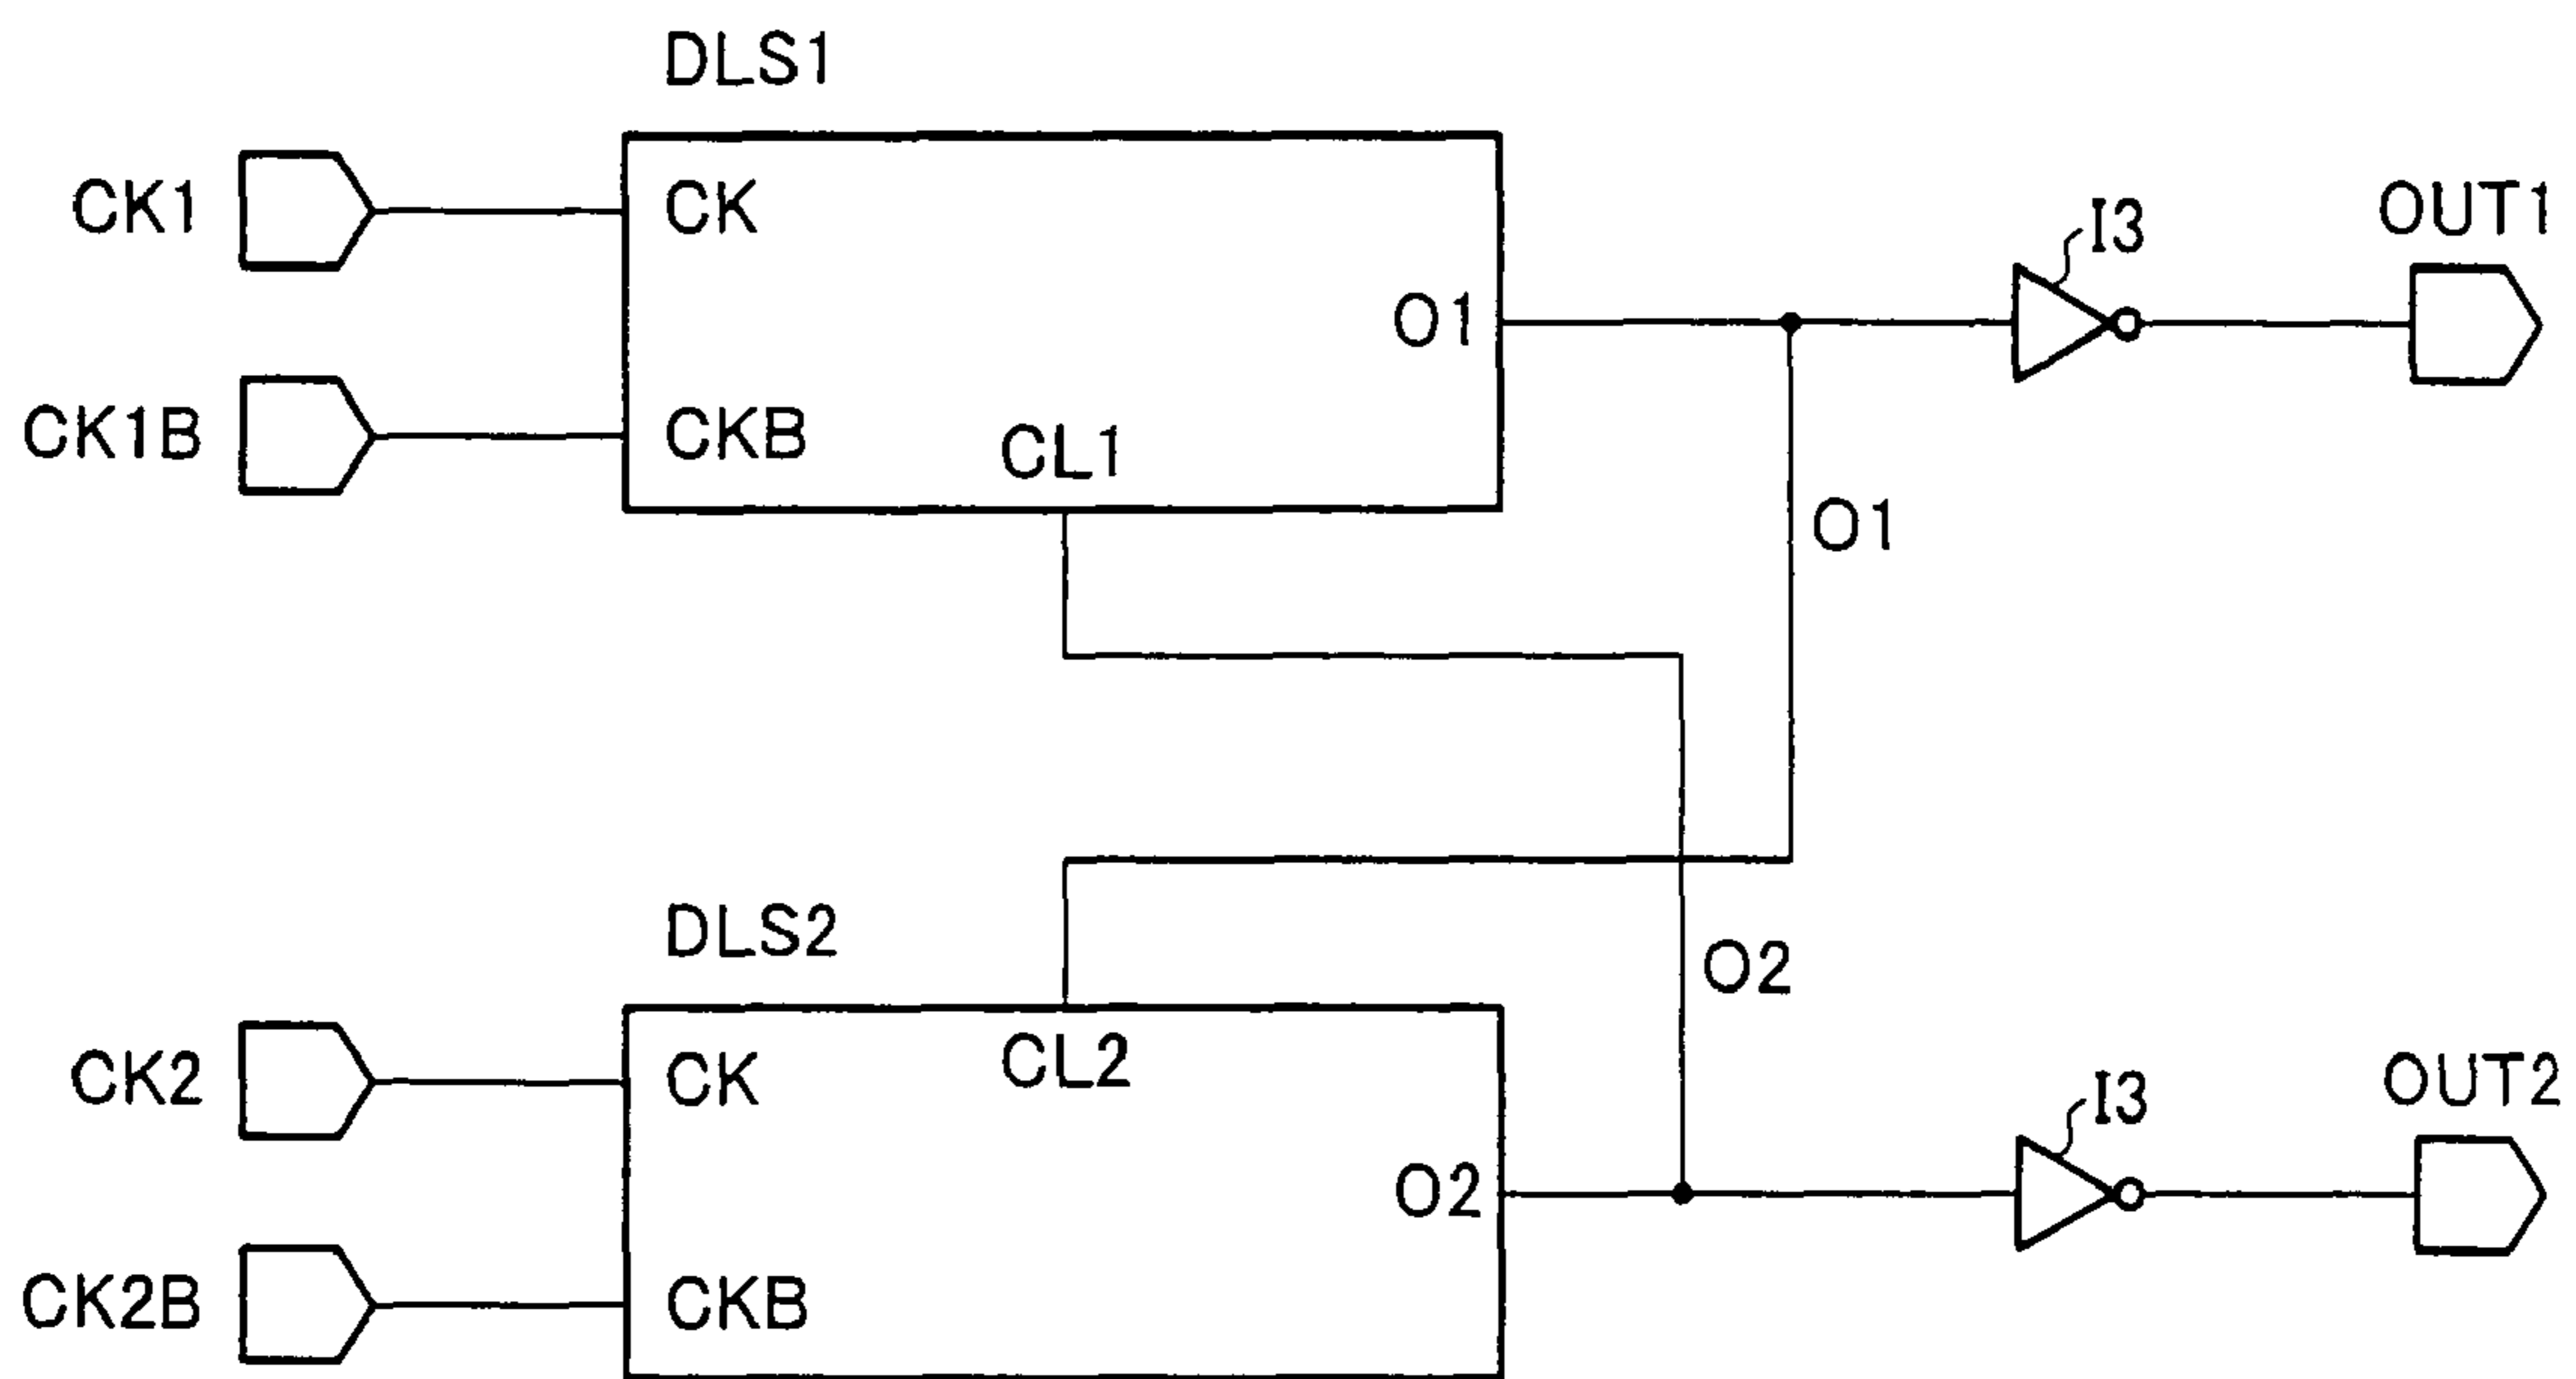 DLS1
CK1
CK
I3
OUT1
O1
CK1B
CKB
CL1
O1
DLS2
O2
CK2
CK
CL2
I3
OUT2
O2
CK2B
CKB